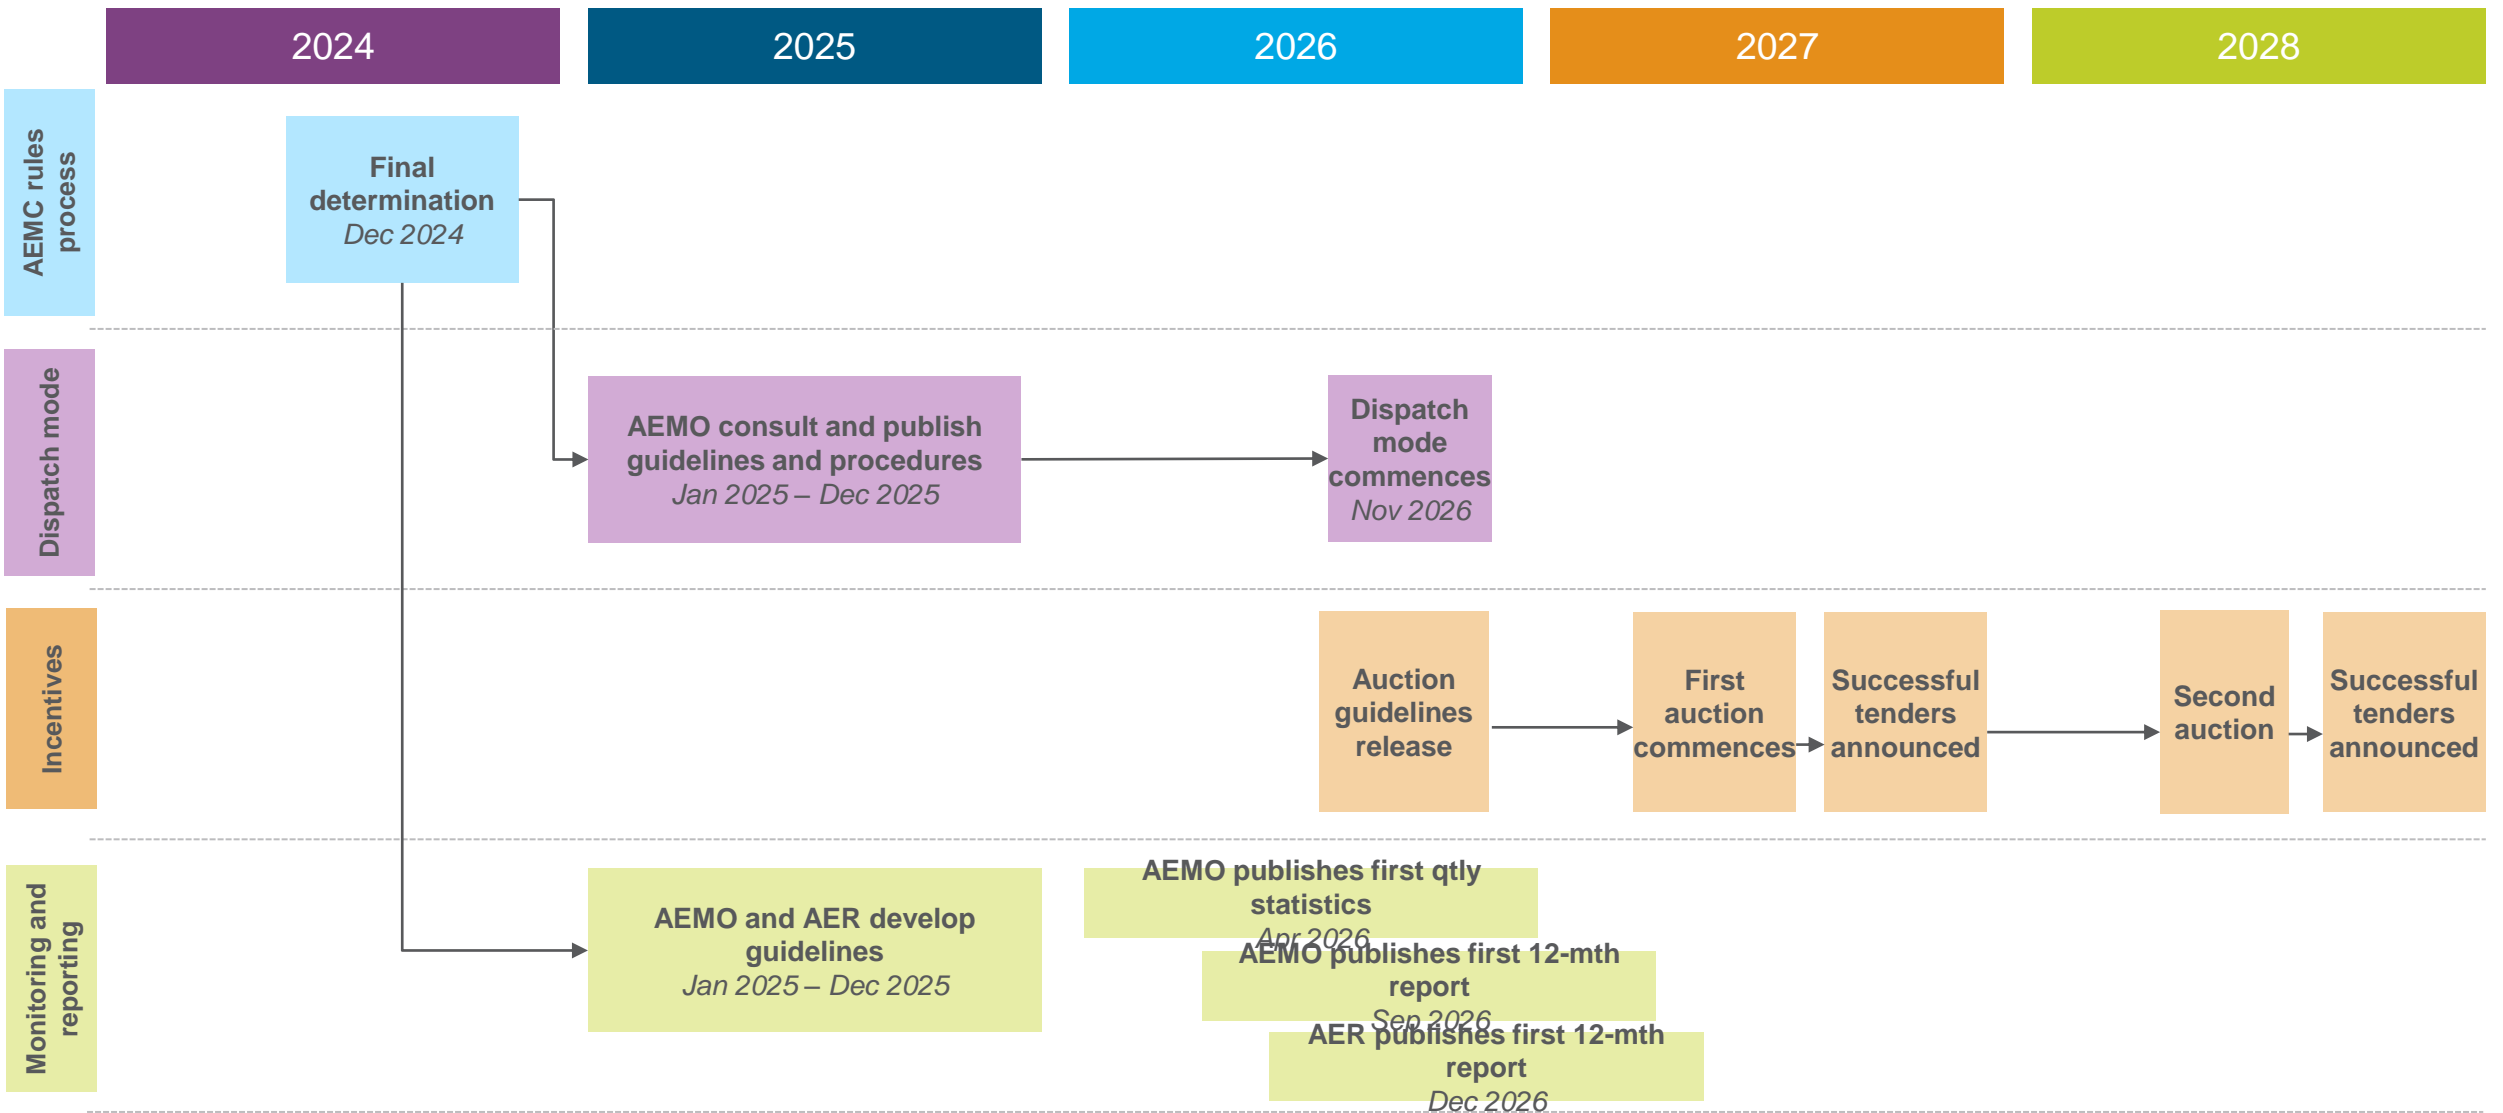 2024
2025
2026
2027
2028
AEMC rules
process
Final
determination
Dec 2024
Dispatch mode
AEMO consult and publish
guidelines and procedures
Jan 2025 – Dec 2025
Dispatch
mode
commences
Nov 2026
Incentives
Auction
guidelines
release
First
auction
commences
Successful
tenders
announced
Second
auction
Successful
tenders
announced
Monitoring and
reporting
AEMO and AER develop
guidelines
Jan 2025 – Dec 2025
AEMO publishes first qtly
statistics
Apr 2026
AEMO publishes first 12-mth
report
Sep 2026
AER publishes first 12-mth
report
Dec 2026